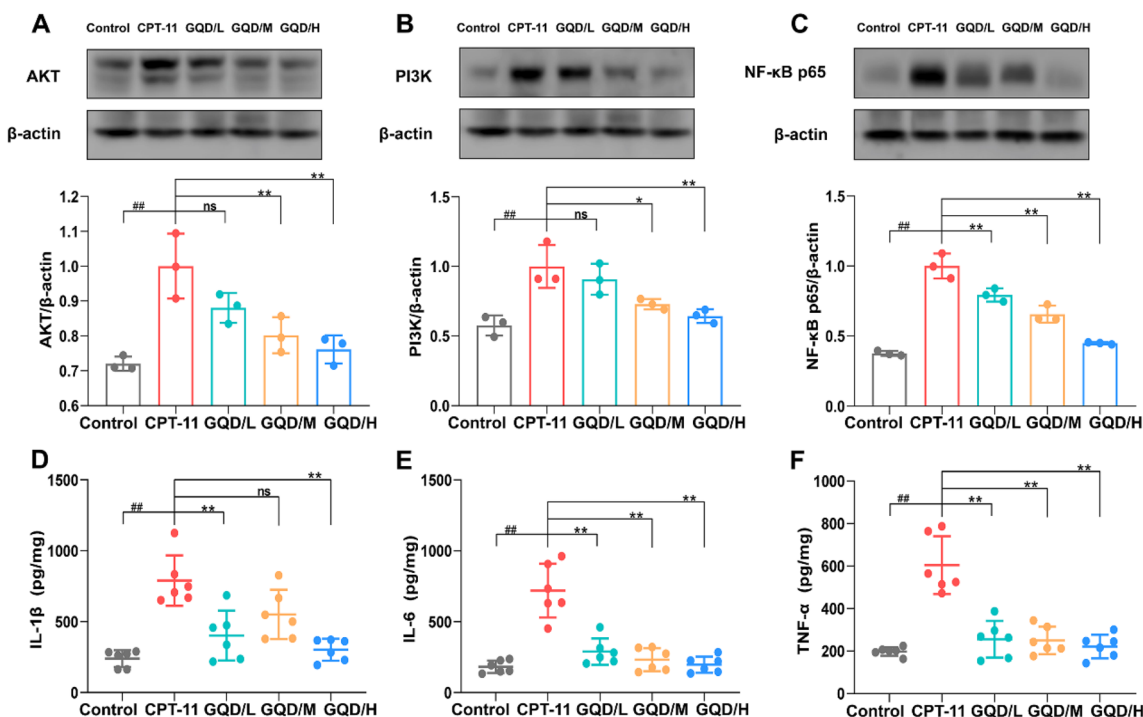 A
Control CPT-11 GQD/L GQD/M GQD/H
AKT
β-actin
** 
**
## ns
1.2
1.1
1.0
0.9
0.8
0.7
0.6
AKT/β-actin
Control CPT-11 GQD/L GQD/M GQD/H
B
Control CPT-11 GQD/L GQD/M GQD/H
PI3K
β-actin
**
*
## ns
1.5
1.0
0.5
0.0
PI3K/β-actin
Control CPT-11 GQD/L GQD/M GQD/H
C
Control CPT-11 GQD/L GQD/M GQD/H
NF-κB p65
β-actin
**
**
## **
1.5
1.0
0.5
0.0
NF-κB p65/β-actin
Control CPT-11 GQD/L GQD/M GQD/H
D
**
ns
## **
1500
1000
500
0
IL-1β (pg/mg)
Control CPT-11 GQD/L GQD/M GQD/H
E
**
**
## **
1500
1000
500
0
IL-6 (pg/mg)
Control CPT-11 GQD/L GQD/M GQD/H
F
**
**
## **
1000
800
600
400
200
0
TNF-α (pg/mg)
Control CPT-11 GQD/L GQD/M GQD/H